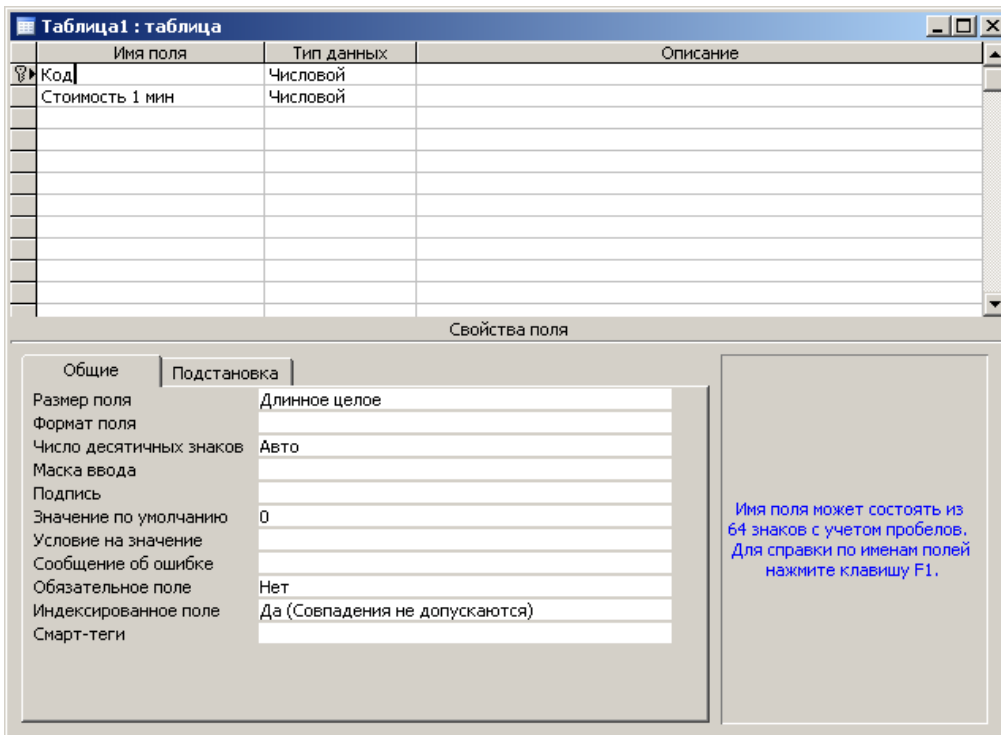 Таблица1 : таблица
Имя поля Тип данных Описание
Код Числовой
Стоимость 1 мин Числовой
Свойства поля
Общие Подстановка
Размер поля Длинное целое
Формат поля
Число десятичных знаков Авто
Маска ввода
Подпись
Значение по умолчанию 0
Условие на значение
Сообщение об ошибке
Обязательное поле Нет
Индексированное поле Да (Совпадения не допускаются)
Смарт-теги
Имя поля может состоять из
64 знаков с учетом пробелов.
Для справки по именам полей
нажмите клавишу F1.